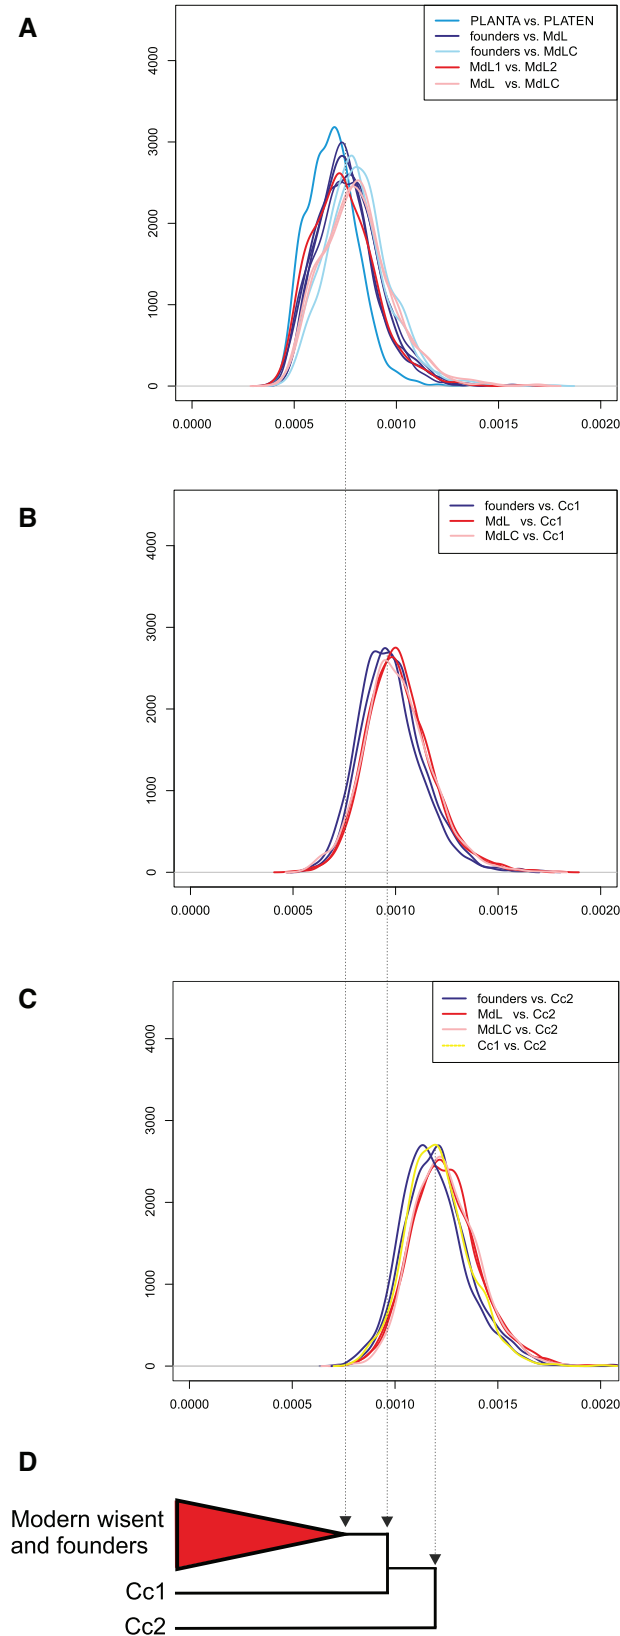 A
PLANTA vs. PLATEN
founders vs. MdL
founders vs. MdLC
MdL1 vs. MdL2
MdL vs. MdLC
4000
3000
2000
1000
0
0.0000 0.0005 0.0010 0.0015 0.0020
B
founders vs. Cc1
MdL vs. Cc1
MdLC vs. Cc1
4000
3000
2000
1000
0
0.0000 0.0005 0.0010 0.0015 0.0020
C
founders vs. Cc2
MdL vs. Cc2
MdLC vs. Cc2
Cc1 vs. Cc2
4000
3000
2000
1000
0
0.0000 0.0005 0.0010 0.0015 0.0020
D
Modern wisent
and founders
Cc1
Cc2